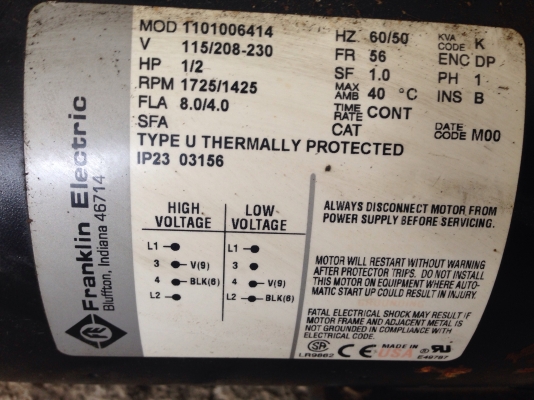 Franklin Electric
Bluffton, Indiana 46714
MOD 1101006414
V 115/208-230
HP 1/2
RPM 1725/1425
FLA 8.0/4.0
SFA
TYPE U THERMALLY PROTECTED
IP23 03156
HZ 60/50
FR 56
SF 1.0
MAX AMB 40 °C
TIME RATE CONT
CAT
KVA CODE K
ENC DP
PH 1
INS B
DATE CODE M00
HIGH VOLTAGE
L1
3 V(9)
4 BLK(6)
L2
LOW VOLTAGE
L1
3
4 V(9)
L2 BLK(6)
ALWAYS DISCONNECT MOTOR FROM
POWER SUPPLY BEFORE SERVICING.
MOTOR WILL RESTART WITHOUT WARNING
AFTER PROTECTOR TRIPS. DO NOT INSTALL
THIS MOTOR ON EQUIPMENT WHERE AUTO-
MATIC START UP COULD RESULT IN INJURY.
FATAL ELECTRICAL SHOCK MAY RESULT IF
MOTOR FRAME AND ADJACENT METAL IS
NOT GROUNDED IN COMPLIANCE WITH
ELECTRICAL CODE.
SA
LR9862
CE
MADE IN
USA
E49787